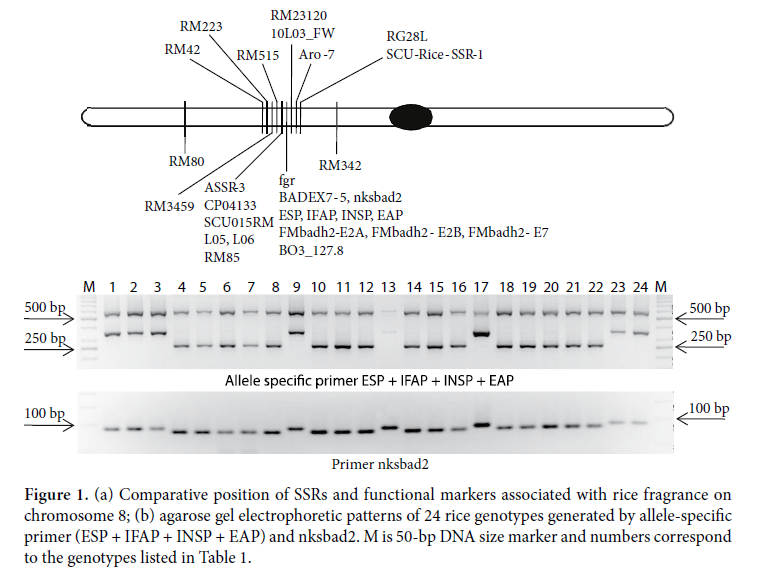 RM23120
10L03_FW
RM223
RM42
RM515
Aro-7
RG28L
SCU-Rice-SSR-1
RM80
RM342
RM3459
ASSR-3
CP04133
SCU015RM
L05, L06
RM85
fgr
BADEX7-5, nksbad2
ESP, IFAP, INSP, EAP
FMbadh2-E2A, FMbadh2- E2B, FMbadh2- E7
BO3_127.8
M 1 2 3 4 5 6 7 8 9 10 11 12 13 14 15 16 17 18 19 20 21 22 23 24 M
500 bp
500 bp
250 bp
250 bp
Allele specific primer ESP + IFAP + INSP + EAP
100 bp
100 bp
Primer nksbad2
Figure 1. (a) Comparative position of SSRs and functional markers associated with rice fragrance on
chromosome 8; (b) agarose gel electrophoretic patterns of 24 rice genotypes generated by allele-specific
primer (ESP + IFAP + INSP + EAP) and nksbad2. M is 50-bp DNA size marker and numbers correspond
to the genotypes listed in Table 1.